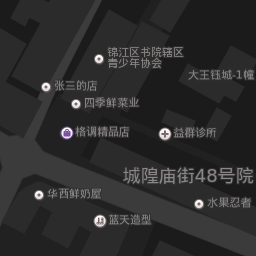 锦江区书院辖区
青少年协会
大王钰城-1幢
张三的店
四季鲜菜业
格调精品店
益群诊所
城隍庙街48号院
华西鲜奶屋
水果忍者
蓝天造型